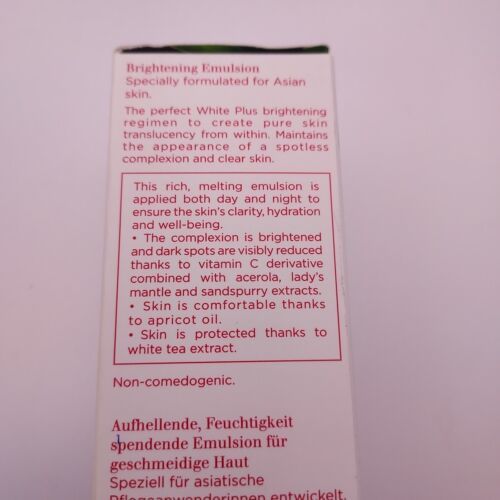 Brightening Emulsion
Specially formulated for Asian
skin.
The perfect White Plus brightening
regimen to create pure skin
translucency from within. Maintains
the appearance of a spotless
complexion and clear skin.
This rich, melting emulsion is
applied both day and night to
ensure the skin's clarity, hydration
and well-being.
• The complexion is brightened
and dark spots are visibly reduced
thanks to vitamin C derivative
combined with acerola, lady's
mantle and sandspurry extracts.
• Skin is comfortable thanks
to apricot oil.
• Skin is protected thanks to
white tea extract.
Non-comedogenic.
Aufhellende, Feuchtigkeit
spendende Emulsion für
geschmeidige Haut
Speziell für asiatische
Pflegeanwenderinnen entwickelt.